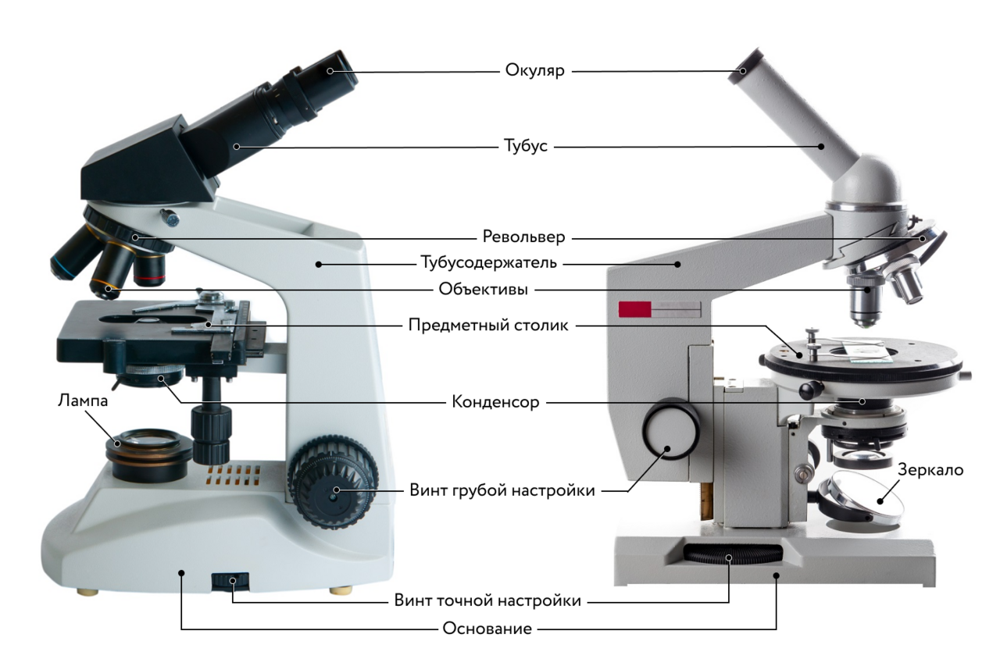 Окуляр
Тубус
Револьвер
Тубусодержатель
Объективы
Предметный столик
Лампа
Конденсор
Зеркало
Винт грубой настройки
Винт точной настройки
Основание